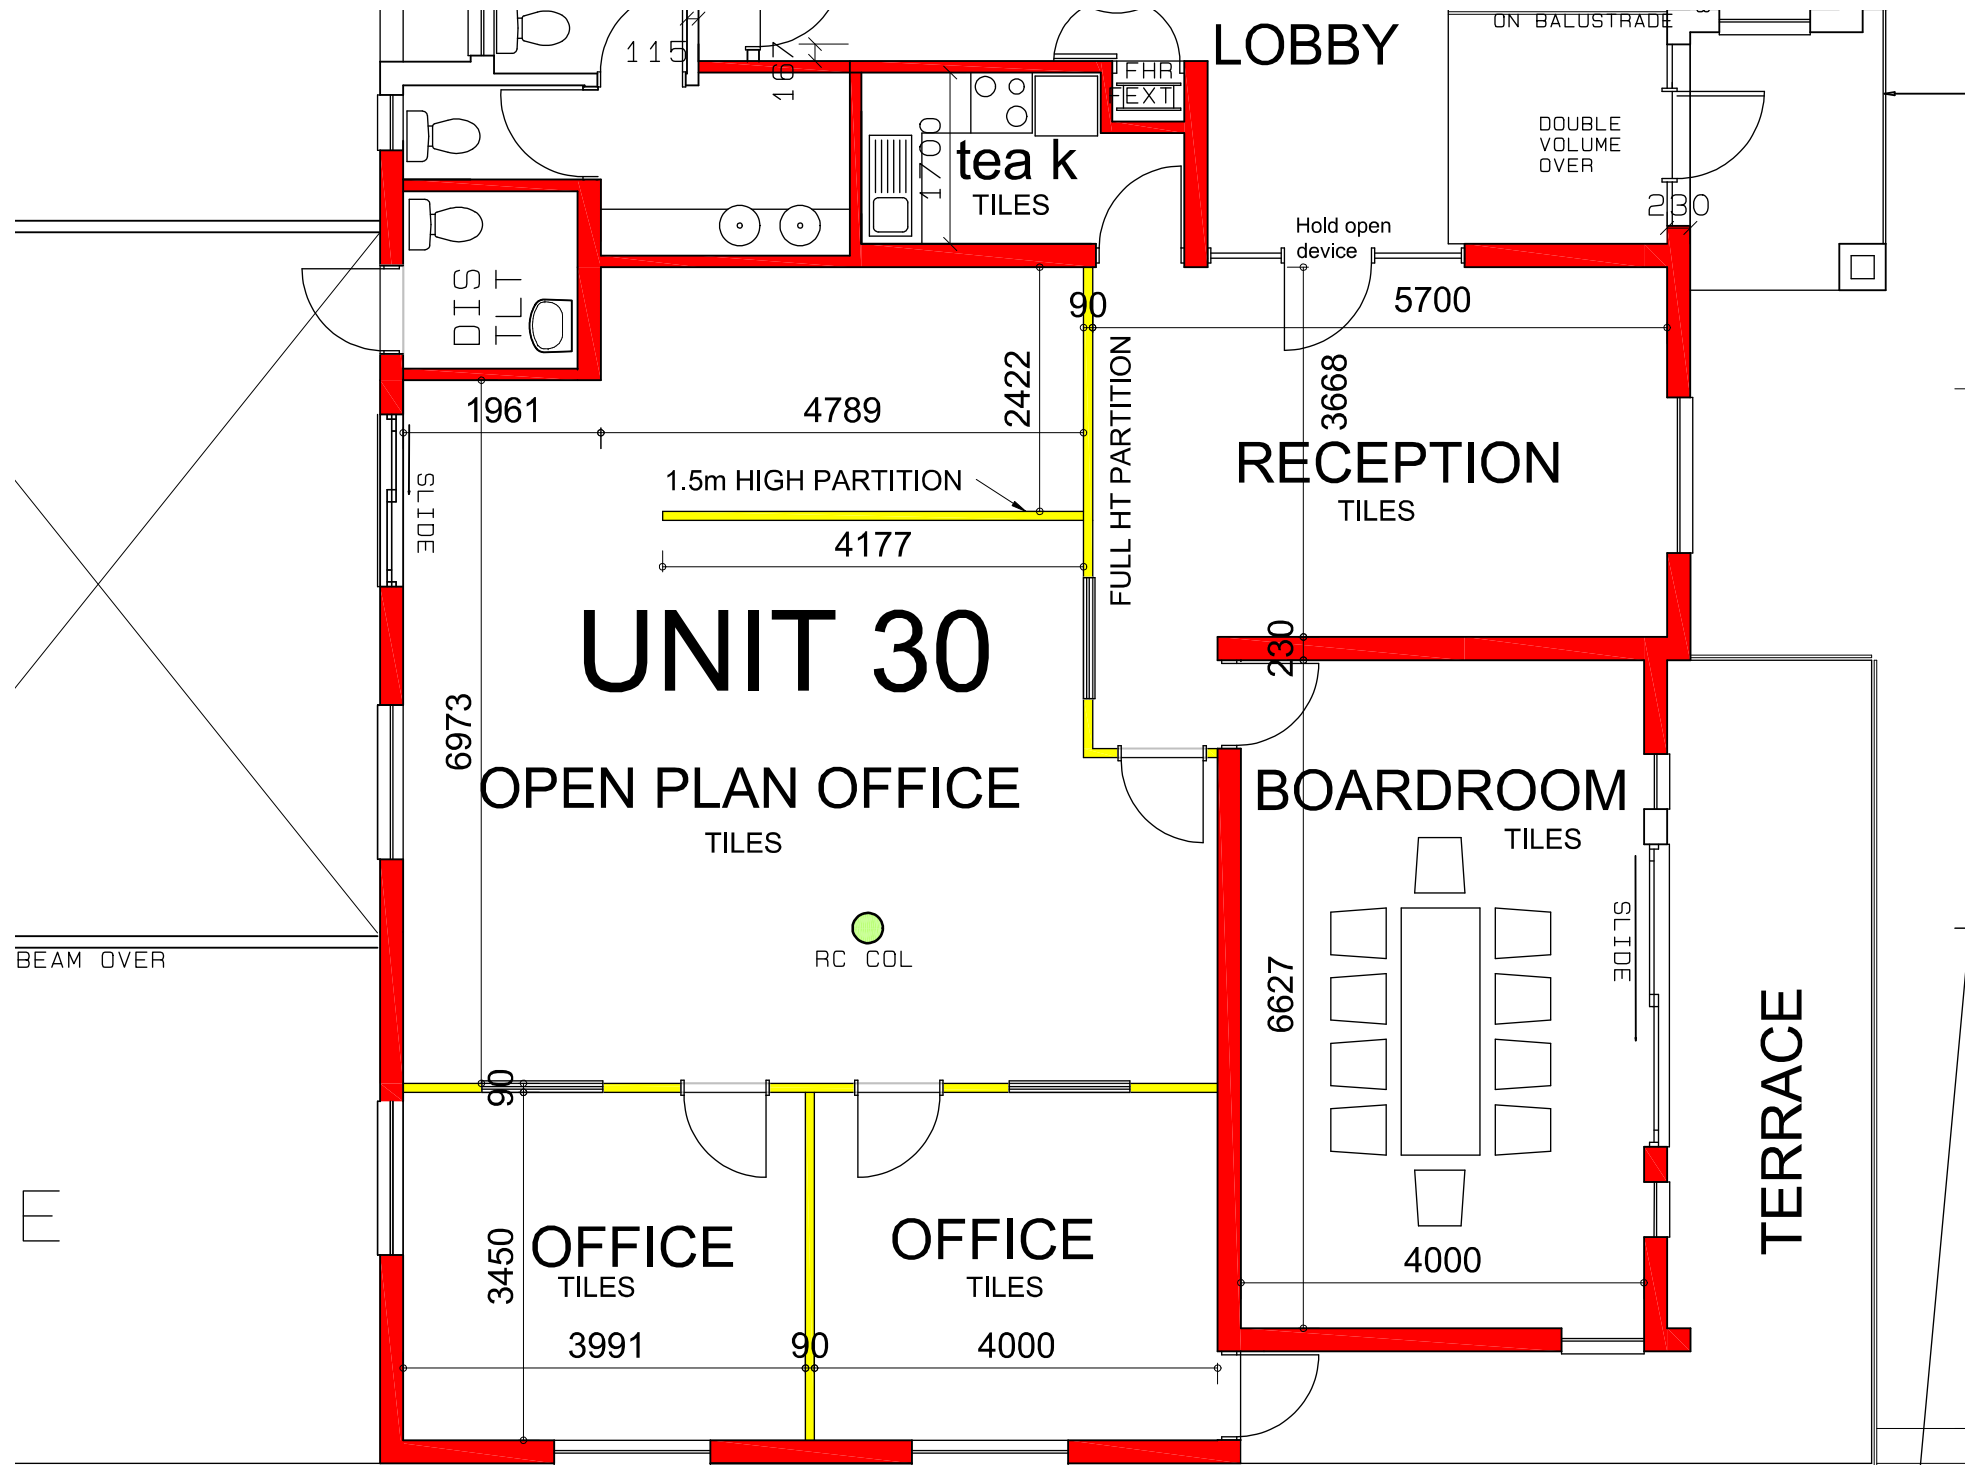 LOBBY
ON BALUSTRADE
115
167
FHR
FEXT
DOUBLE
VOLUME
OVER
1700
tea k
TILES
230
Hold open
device
DIS
TLT
90
5700
1961
4789
2422
3668
FULL HT PARTITION
RECEPTION
TILES
SLIDE
1.5m HIGH PARTITION
4177
UNIT 30
230
6973
OPEN PLAN OFFICE
TILES
BOARDROOM
TILES
SLIDE
RC COL
BEAM OVER
6627
TERRACE
90
E
3450
OFFICE
TILES
OFFICE
TILES
4000
3991
90
4000